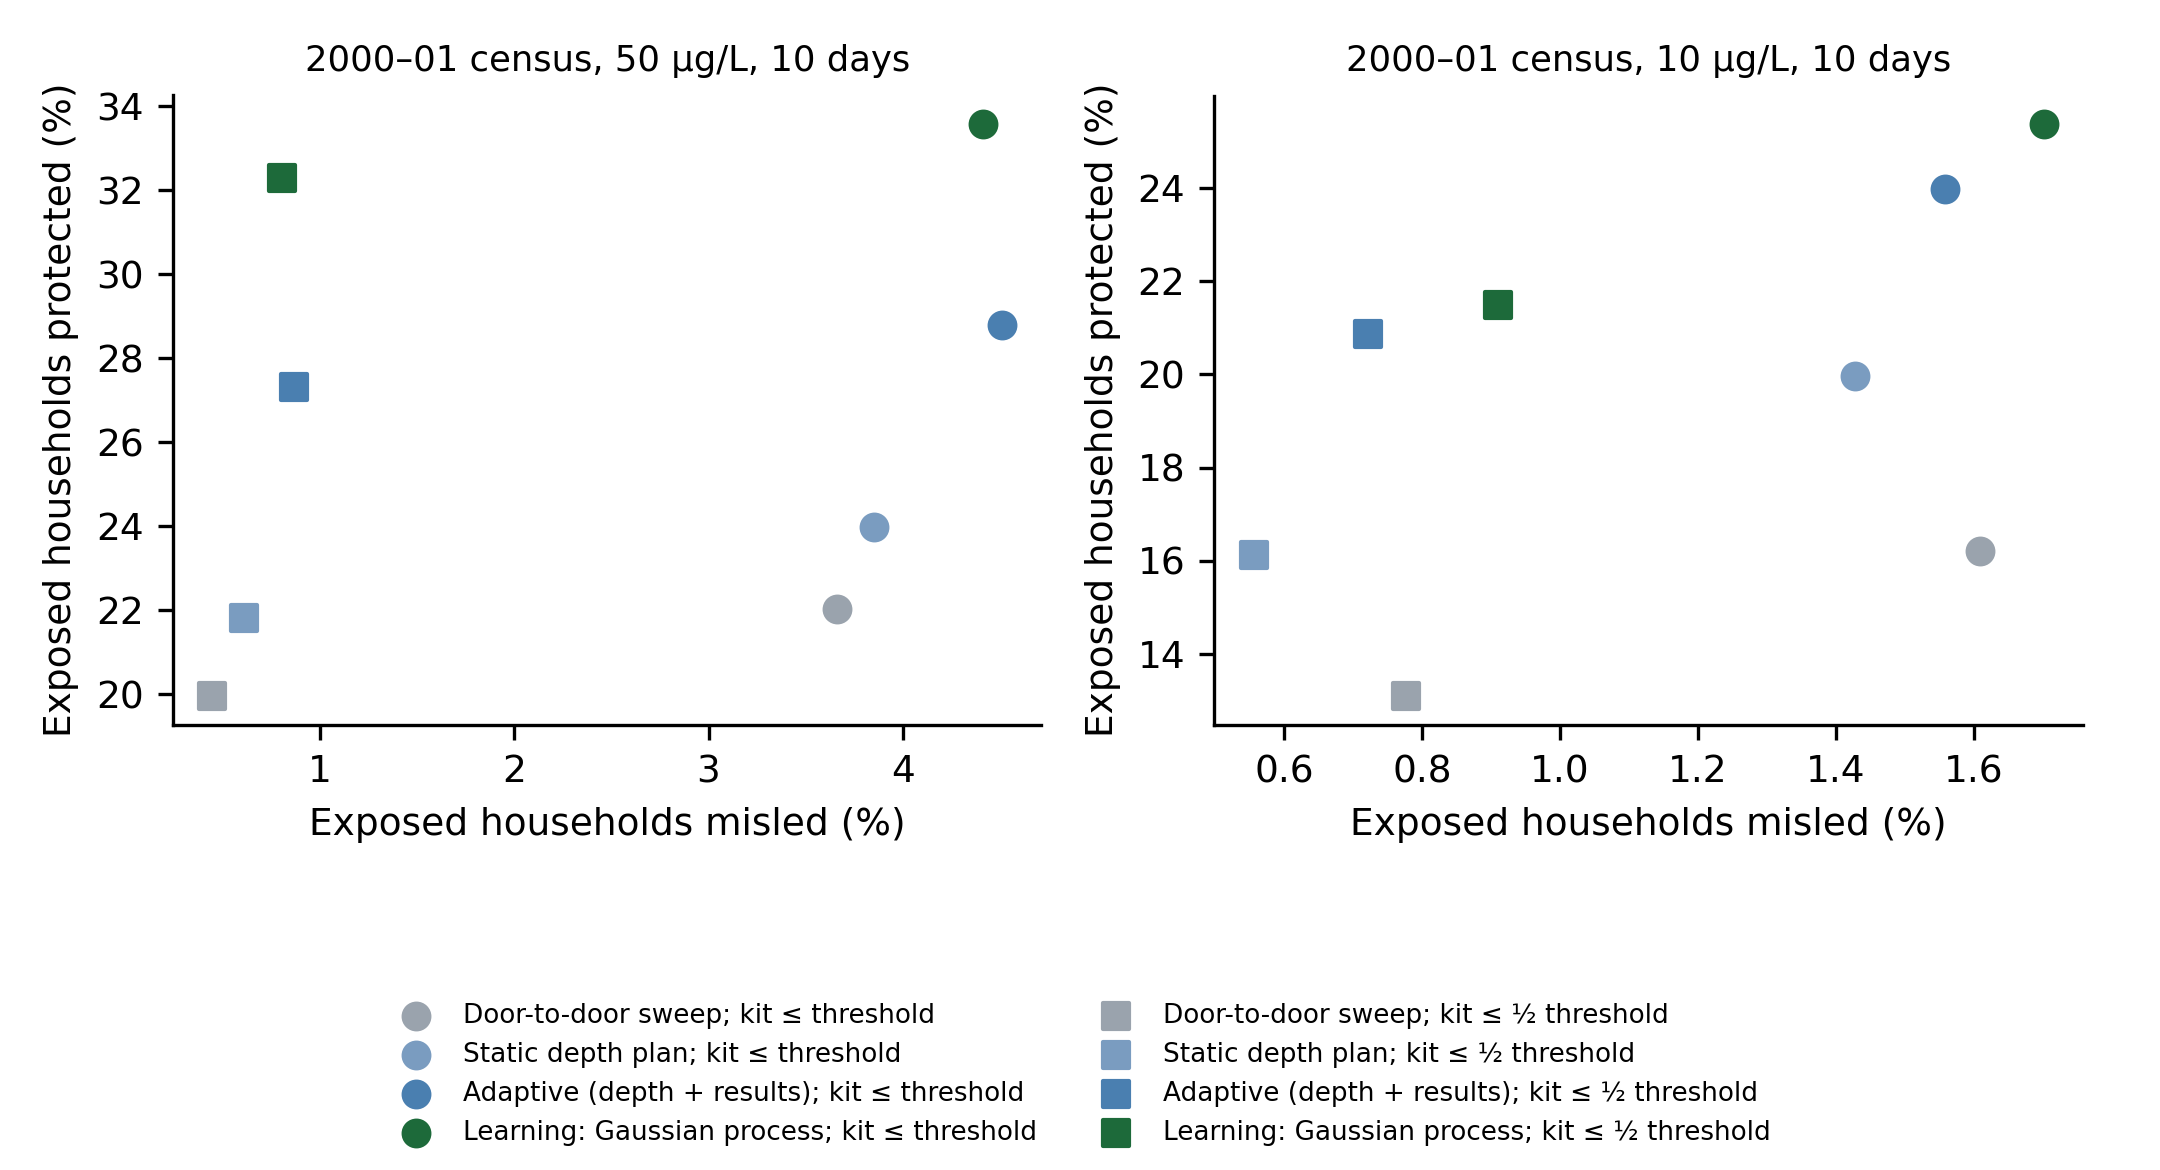 2000–01 census, 50 µg/L, 10 days
Exposed households protected (%)
34
32
30
28
26
24
22
20
1 2 3 4
Exposed households misled (%)
2000–01 census, 10 µg/L, 10 days
Exposed households protected (%)
24
22
20
18
16
14
0.6 0.8 1.0 1.2 1.4 1.6
Exposed households misled (%)
Door-to-door sweep; kit ≤ threshold
Static depth plan; kit ≤ threshold
Adaptive (depth + results); kit ≤ threshold
Learning: Gaussian process; kit ≤ threshold
Door-to-door sweep; kit ≤ ½ threshold
Static depth plan; kit ≤ ½ threshold
Adaptive (depth + results); kit ≤ ½ threshold
Learning: Gaussian process; kit ≤ ½ threshold